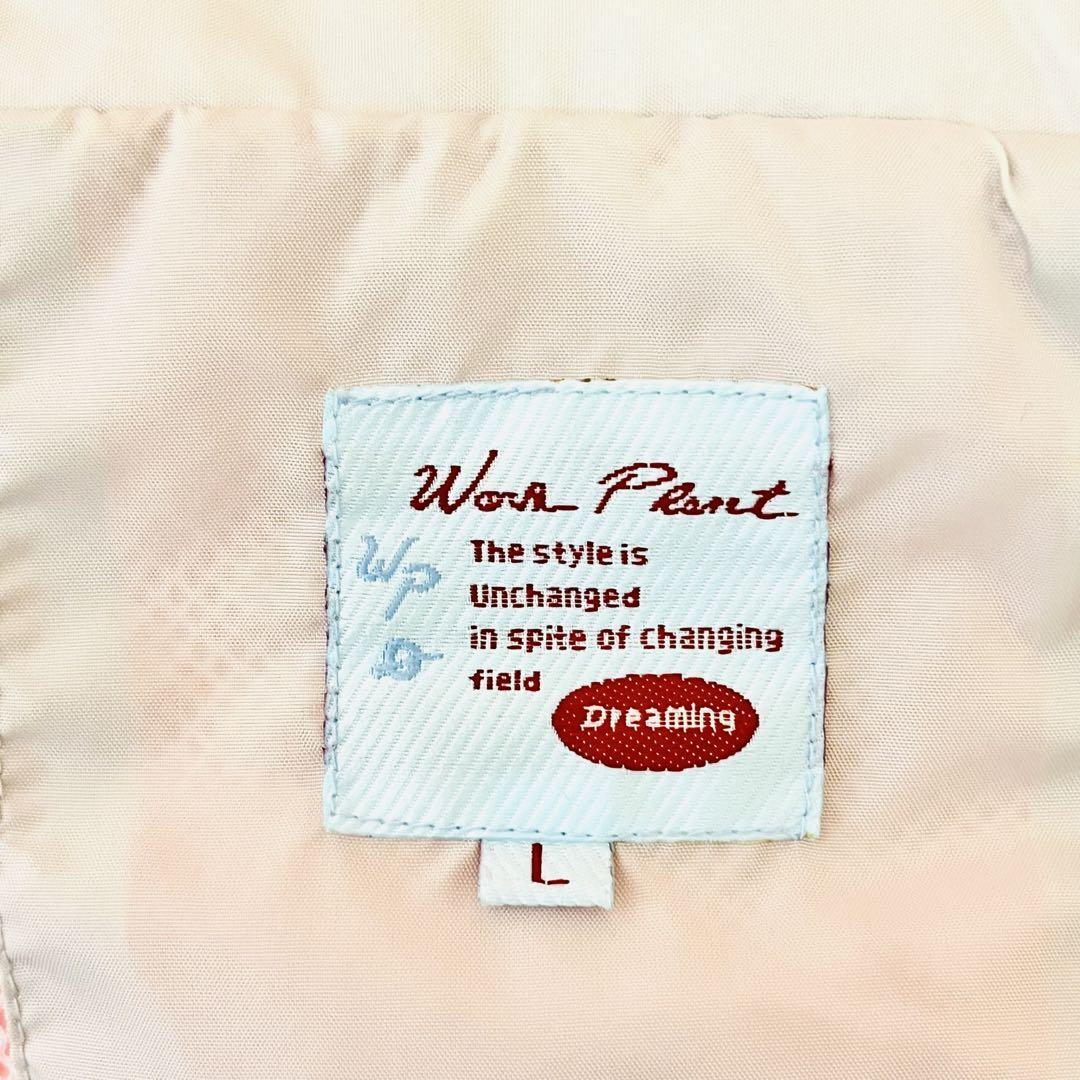 Work Plant
WP
The style is
Unchanged
in spite of changing
field
Dreaming
L